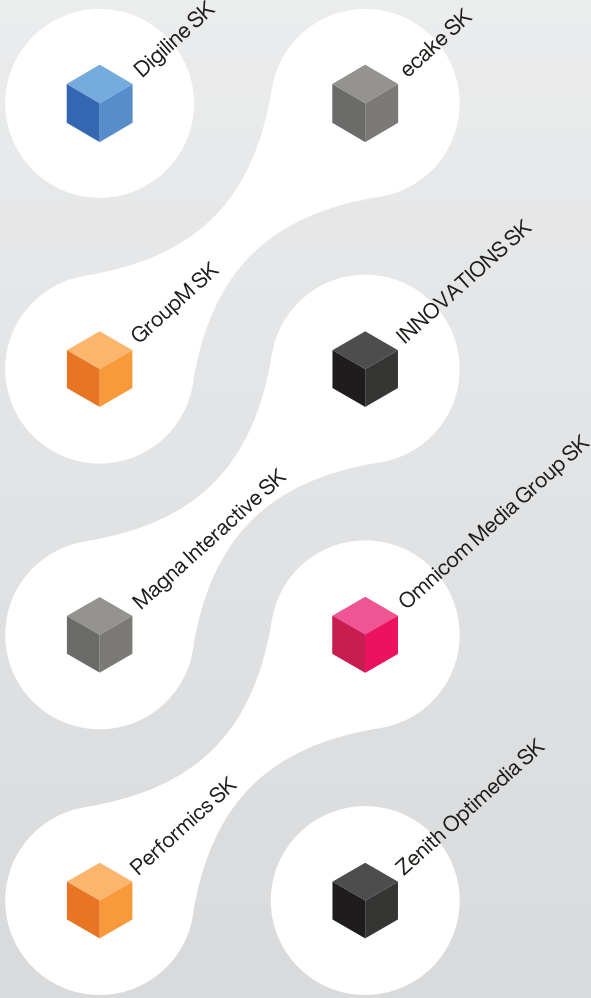 Digiline SK
ecake SK
GroupM SK
INNOVATIONS SK
Magna Interactive SK
Omnicom Media Group SK
Performics SK
Zenith Optimedia SK